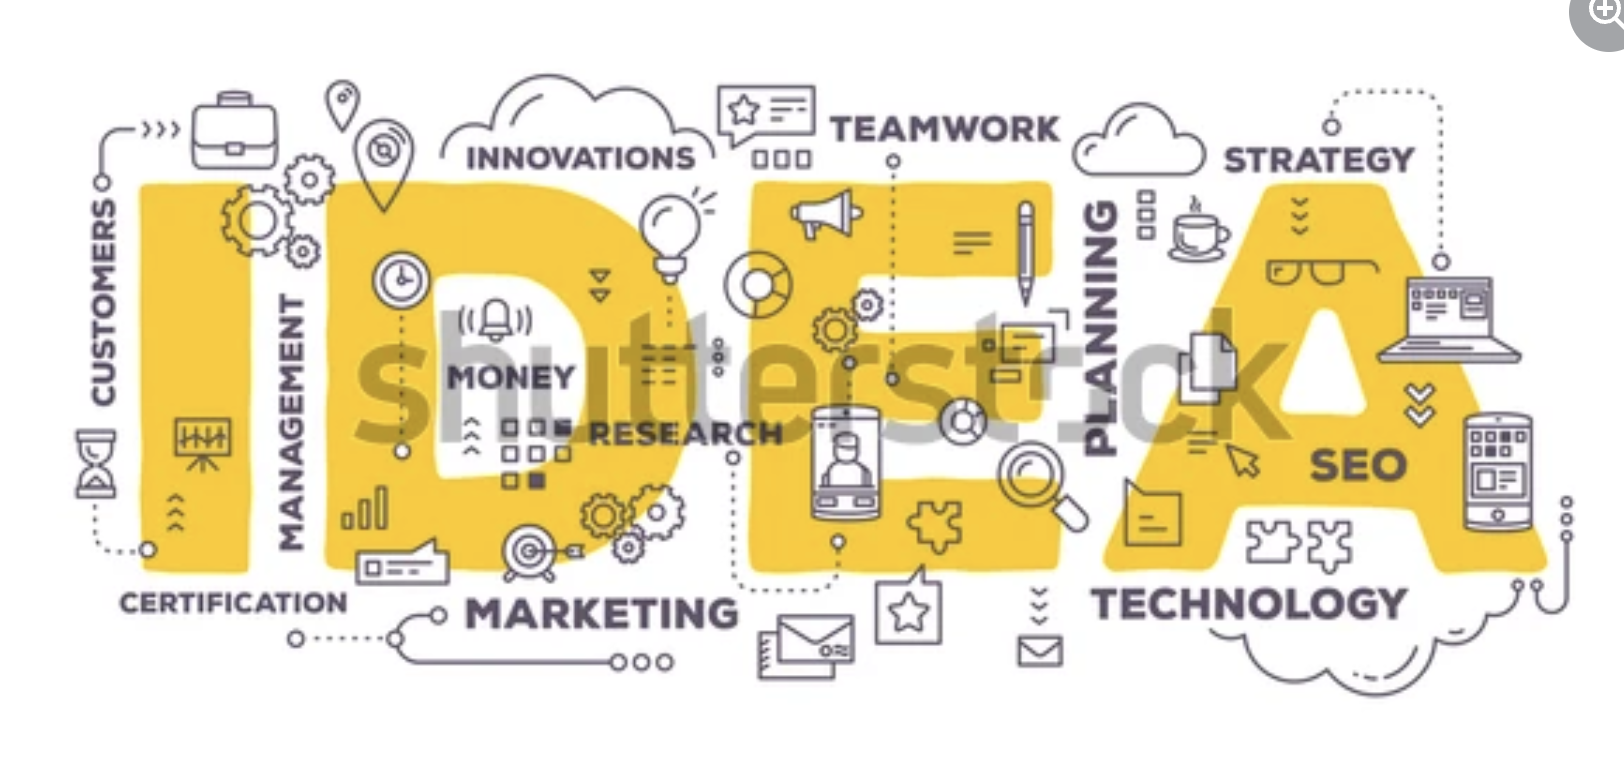 INNOVATIONS
TEAMWORK
STRATEGY
CUSTOMERS
MANAGEMENT
IDEA
MONEY
RESEARCH
PLANNING
SEO
shutterstock
CERTIFICATION
MARKETING
TECHNOLOGY